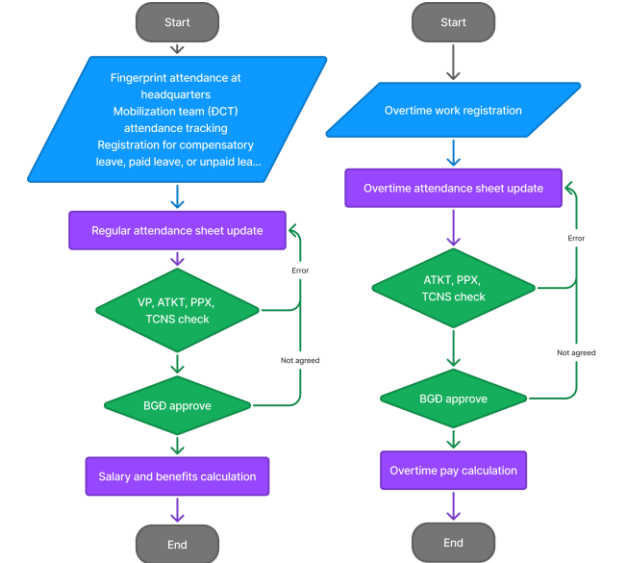 Start
Fingerprint attendance at
headquarters
Mobilization team (ĐCT)
attendance tracking
Registration for compensatory
leave, paid leave, or unpaid lea...
Regular attendance sheet update
Error
VP, ATKT, PPX,
TCNS check
Not agreed
BGĐ approve
Salary and benefits calculation
End
Start
Overtime work registration
Overtime attendance sheet update
Error
ATKT, PPX,
TCNS check
Not agreed
BGĐ approve
Overtime pay calculation
End